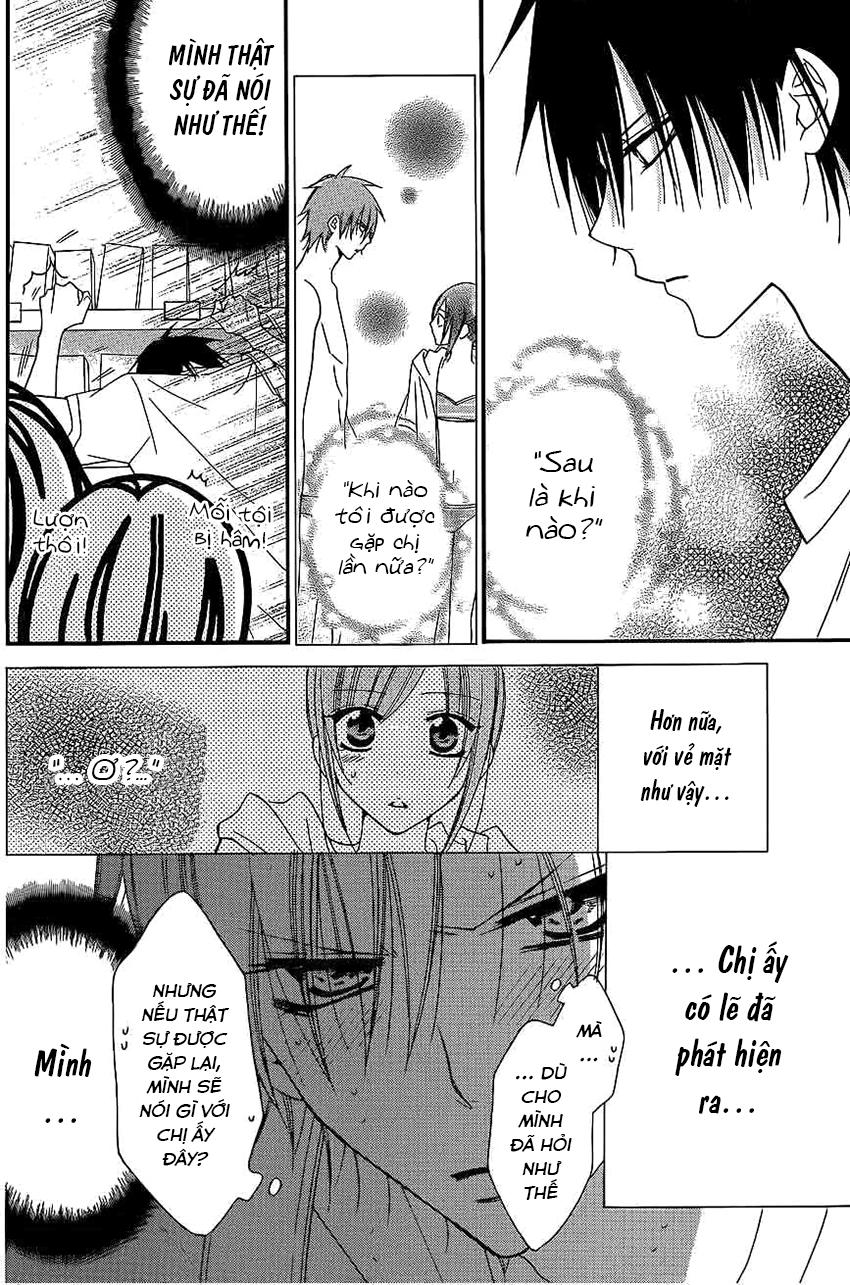 "Sau
là khi
nào?"
"Khi nào
tôi được
gặp chị
lần nữa?"
MÌNH THẬT
SỰ ĐÃ NÓI
NHƯ THẾ!
Mỗi tội
Bị hâm!
Lượn
thôi!
Hơn nữa,
với vẻ mặt
như vậy...
"... Ơ?..."
... Chị ấy
có lẽ đã
phát hiện
ra...
MÀ
...
... DÙ
CHO
MÌNH
ĐÃ HỎI
NHƯ
THẾ
NHƯNG
NẾU THẬT
SỰ ĐƯỢC
GẶP LẠI,
MÌNH SẼ
NÓI GÌ VỚI
CHỊ ẤY
ĐÂY?
Mình
...